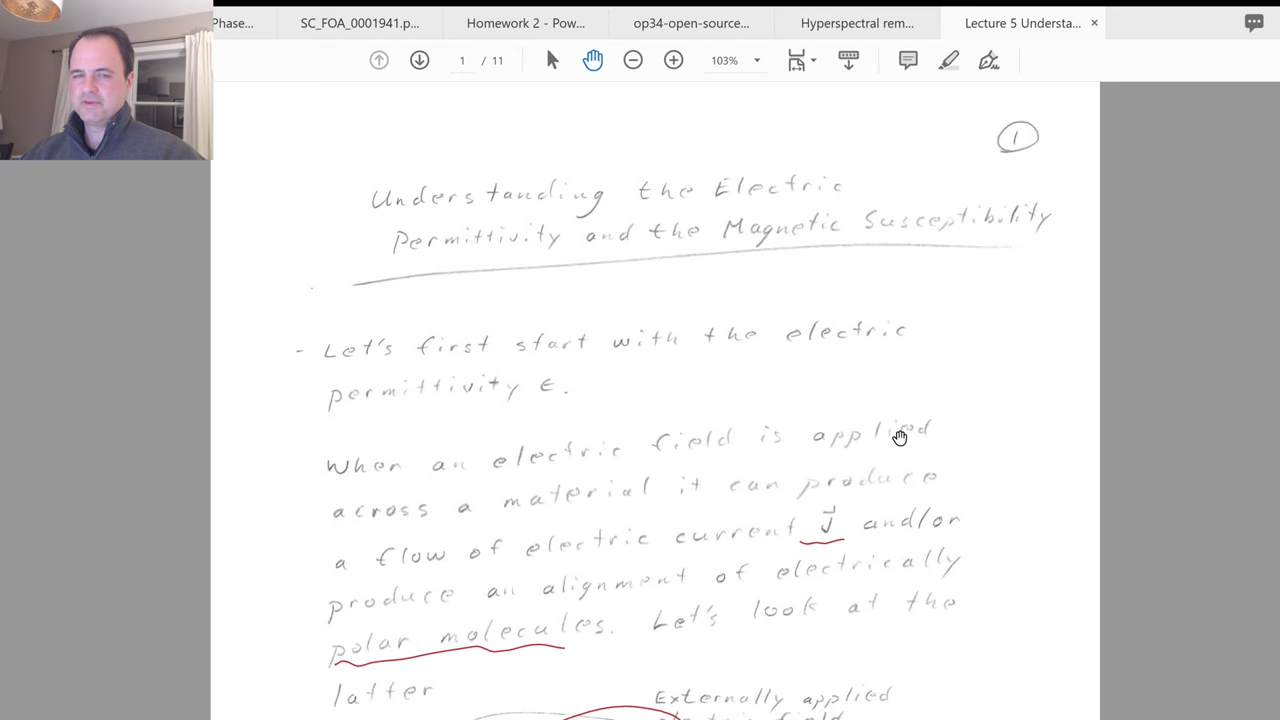 Phase...
SC_FOA_0001941.p...
Homework 2 - Pow...
op34-open-source...
Hyperspectral rem...
Lecture 5 Understa...
1 / 11
103%
1
Understanding the Electric
Permittivity and the Magnetic Susceptibility
- Let's first start with the electric
permittivity ϵ.
When an electric field is applied
across a material it can produce
a flow of electric current J⃗ and/or
produce an alignment of electrically
polar molecules. Let's look at the
latter
Externally applied
electric field